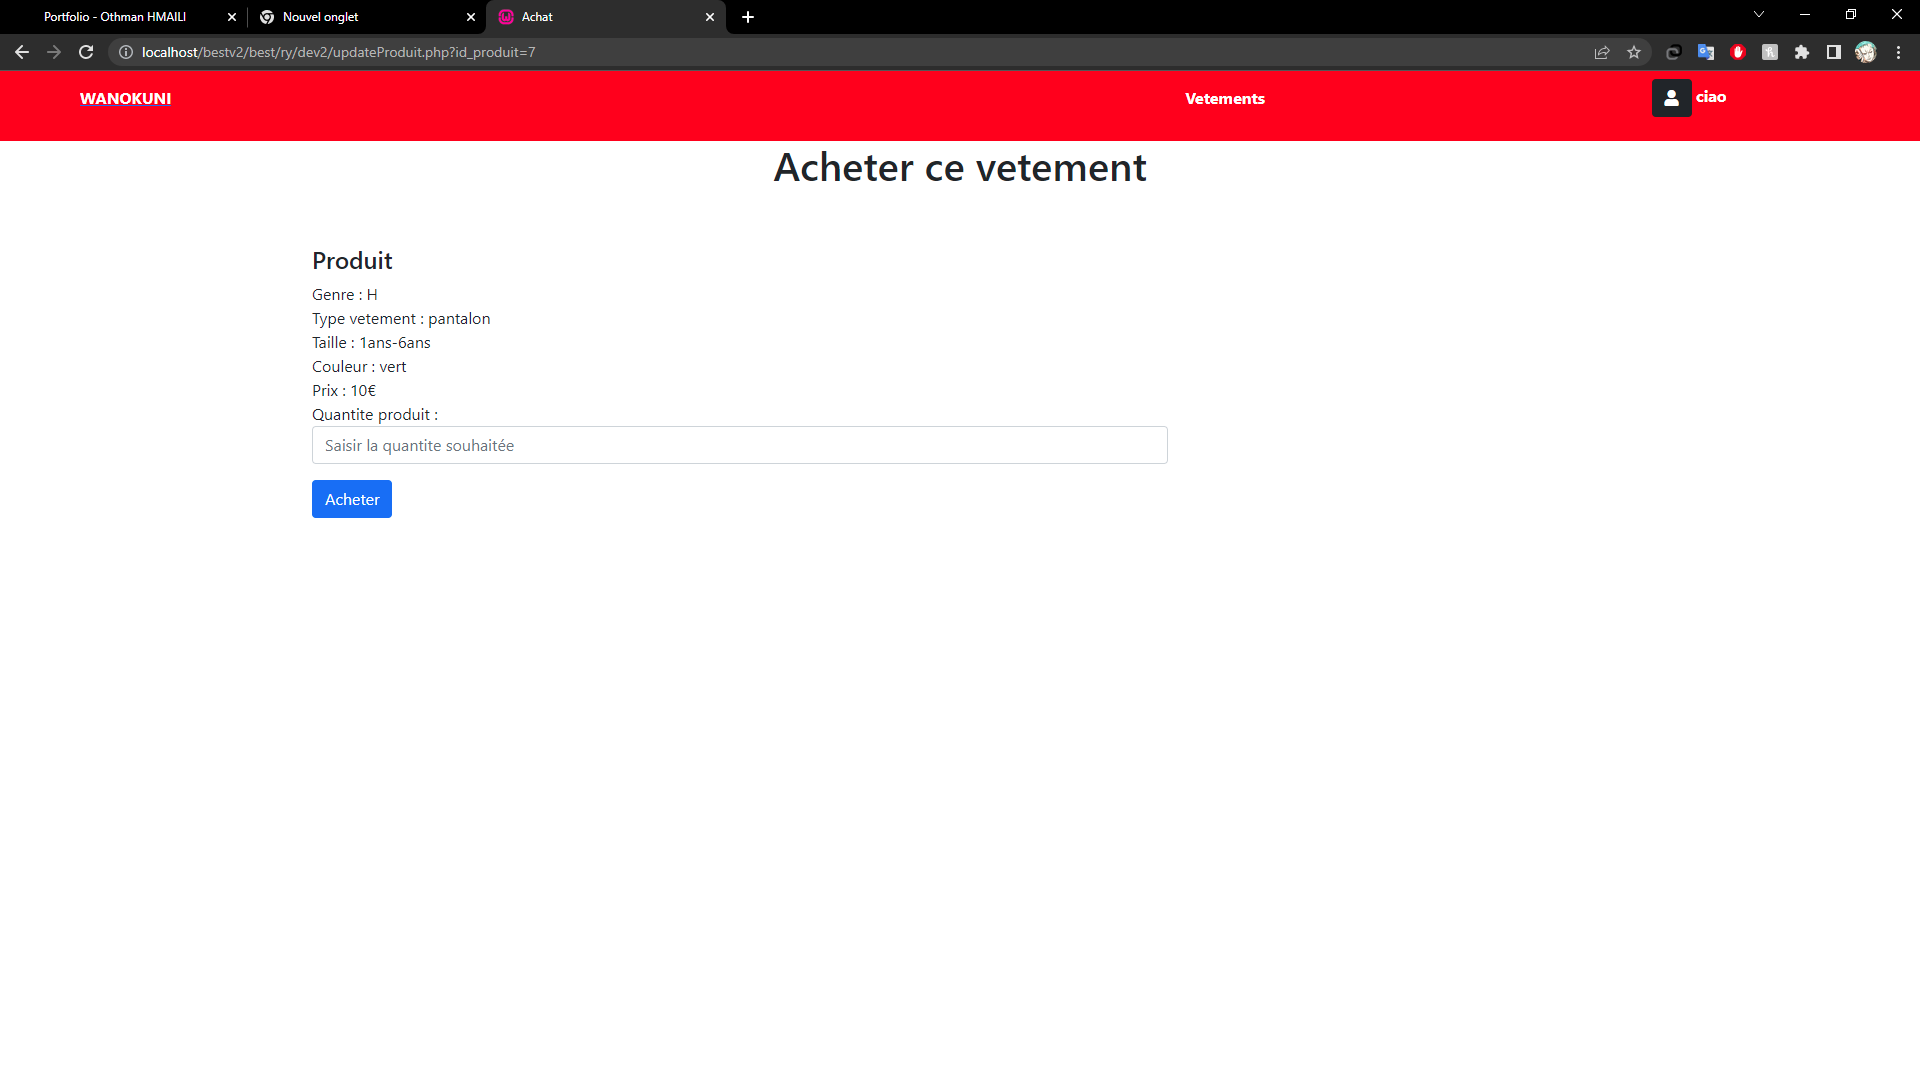 Portfolio - Othman HMAILI
Nouvel onglet
Achat
localhost/bestv2/best/ry/dev2/updateProduit.php?id_produit=7
WANOKUNI
Vetements
ciao
Acheter ce vetement
Produit
Genre : H
Type vetement : pantalon
Taille : 1ans-6ans
Couleur : vert
Prix : 10€
Quantite produit :
Saisir la quantite souhaitée
Acheter